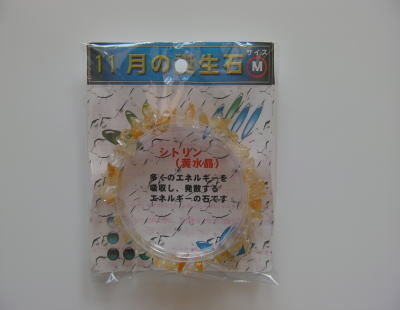 11月の誕生石
サイズ
M
シトリン
(黄水晶)
多くのエネルギーを
吸収し、発散する
エネルギーの石です